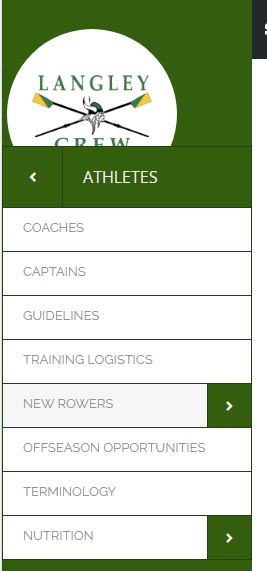 LANGLEY
CREW
ATHLETES
COACHES
CAPTAINS
GUIDELINES
TRAINING LOGISTICS
NEW ROWERS
OFFSEASON OPPORTUNITIES
TERMINOLOGY
NUTRITION